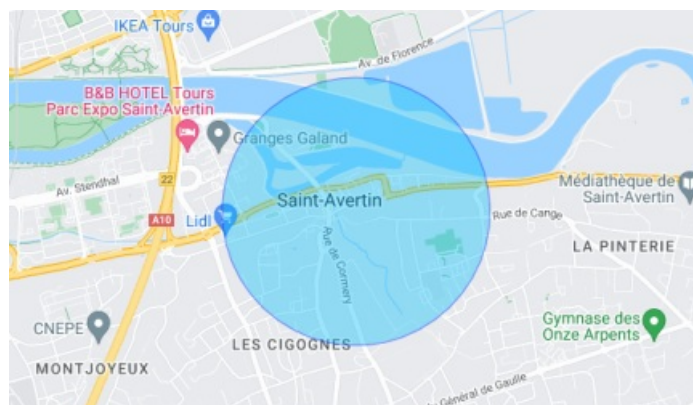 IKEA Tours
Av. de Florence
B&B HOTEL Tours
Parc Expo Saint-Avertin
Granges Galand
Av. Stendhal
22
Médiathèque de
Saint-Avertin
Saint-Avertin
A10
Lidl
Rue de Cange
Rue de Cormery
LA PINTERIE
Gymnase des
Onze Arpents
CNEPE
LES CIGOGNES
MONTJOYEUX
Général de Gaulle